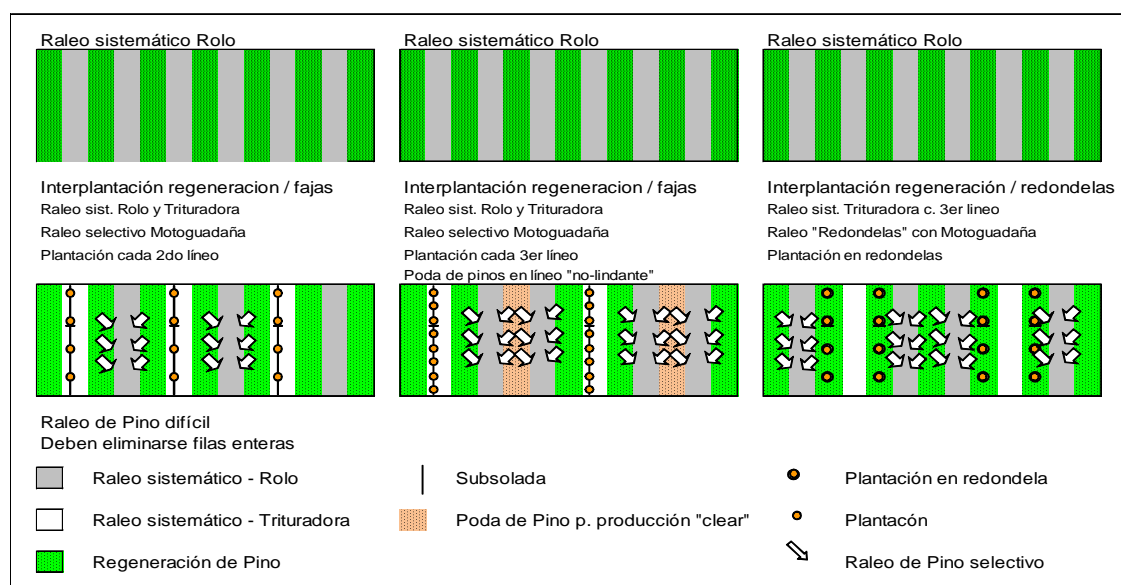 Raleo sistemático Rolo
Interplantación regeneracion / fajas
Raleo sist. Rolo y Trituradora
Raleo selectivo Motoguadaña
Plantación cada 2do líneo
Raleo de Pino difícil
Deben eliminarse filas enteras
Raleo sistemático Rolo
Interplantación regeneración / fajas
Raleo sist. Rolo y Trituradora
Raleo selectivo Motoguadaña
Plantación cada 3er líneo
Poda de pinos en líneo "no-lindante"
Raleo sistemático Rolo
Interplantación regeneración / redondelas
Raleo sist. Trituradora c. 3er lineo
Raleo "Redondelas" con Motoguadaña
Plantación en redondelas
Raleo sistemático - Rolo
Raleo sistemático - Trituradora
Regeneración de Pino
Subsolada
Poda de Pino p. producción "clear"
Plantación en redondela
Plantacón
Raleo de Pino selectivo